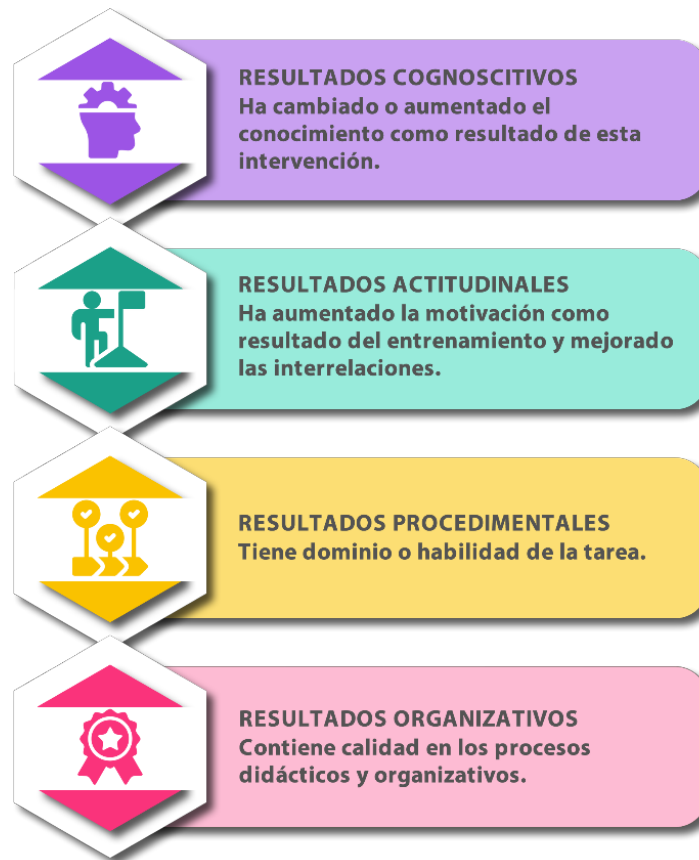 RESULTADOS COGNOSCITIVOS
Ha cambiado o aumentado el
conocimiento como resultado de esta
intervención.
RESULTADOS ACTITUDINALES
Ha aumentado la motivación como
resultado del entrenamiento y mejorado
las interrelaciones.
RESULTADOS PROCEDIMENTALES
Tiene dominio o habilidad de la tarea.
RESULTADOS ORGANIZATIVOS
Contiene calidad en los procesos
didácticos y organizativos.